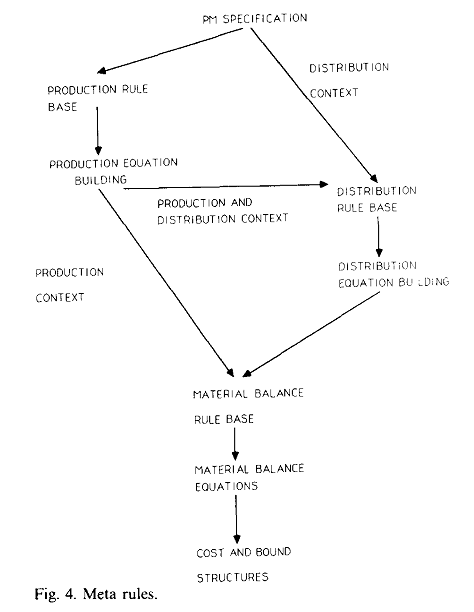 PM SPECIFICATION
DISTRIBUTION
CONTEXT
PRODUCTION RULE
BASE
PRODUCTION EQUATION
BUILDING
PRODUCTION AND
DISTRIBUTION CONTEXT
DISTRIBUTION
RULE BASE
PRODUCTION
CONTEXT
DISTRIBUTION
EQUATION BUILDING
MATERIAL BALANCE
RULE BASE
MATERIAL BALANCE
EQUATIONS
COST AND BOUND
STRUCTURES
Fig. 4. Meta rules.